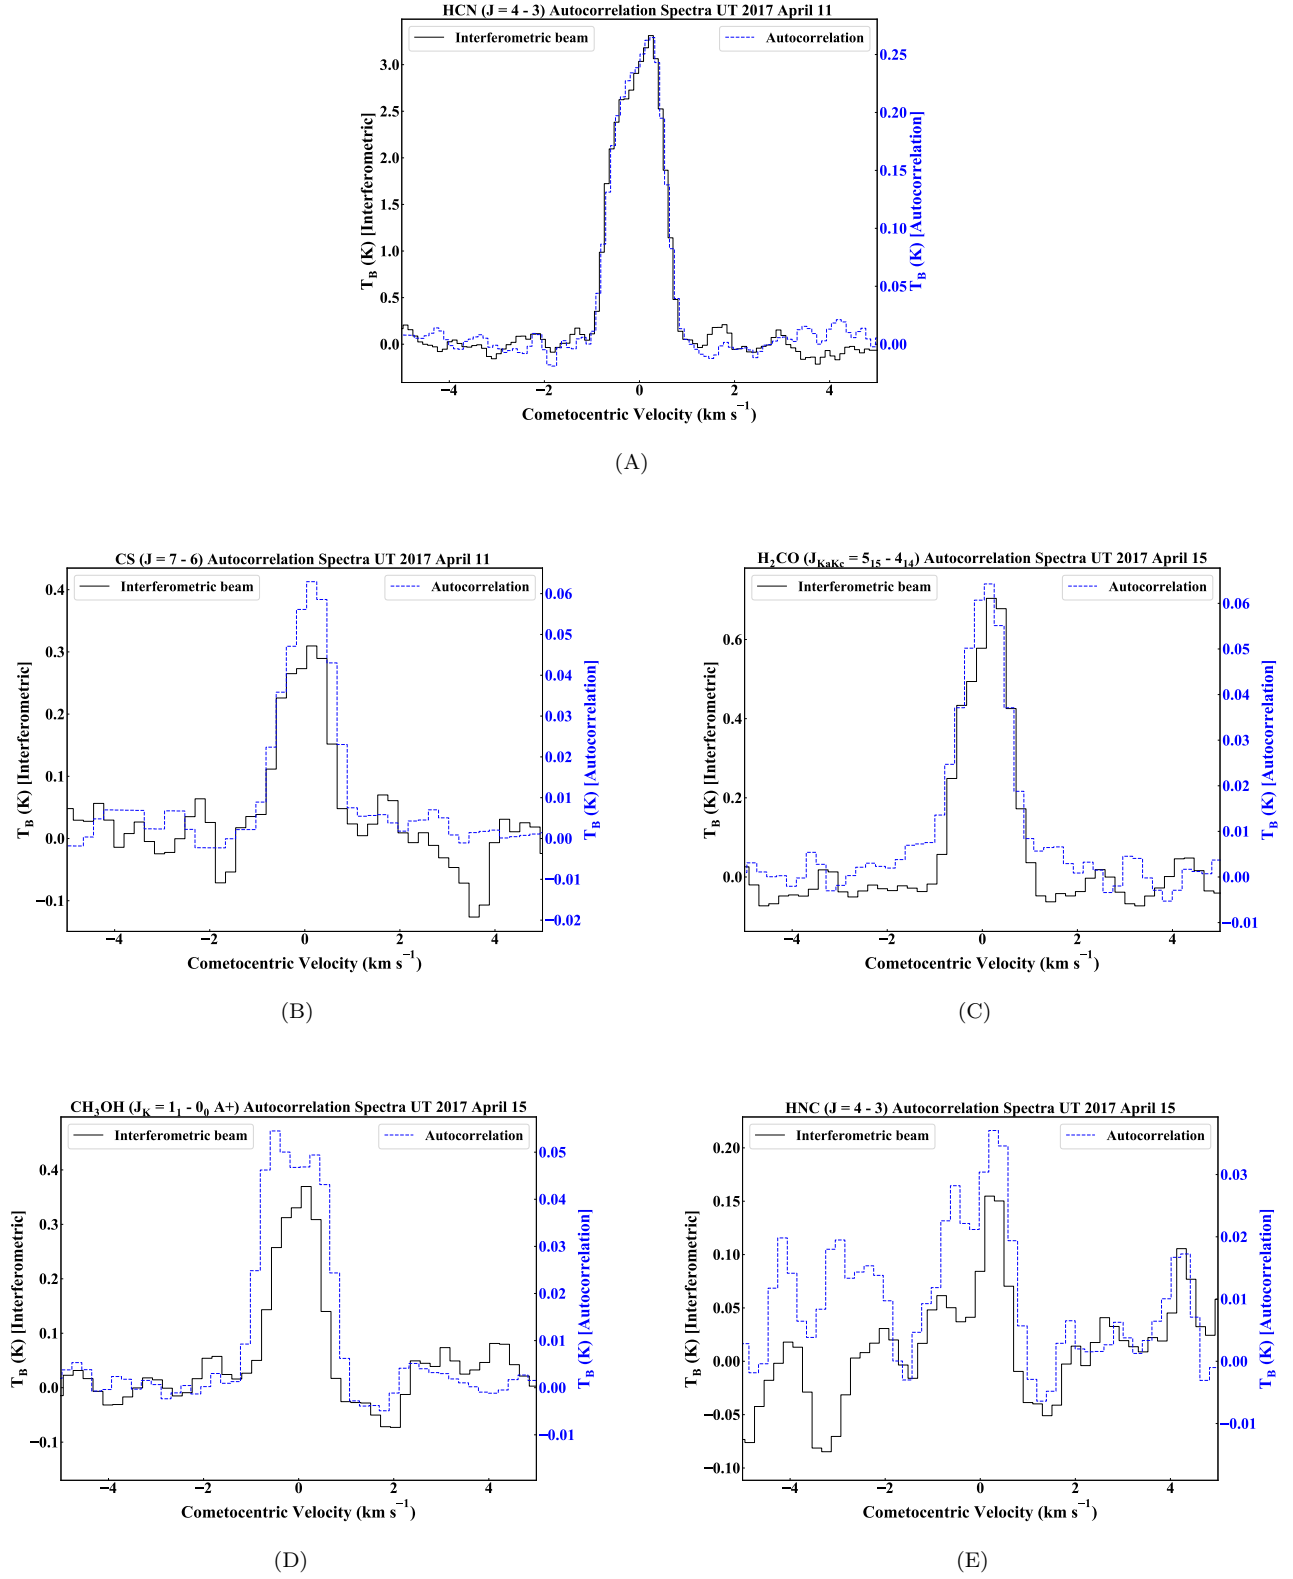 HCN (J = 4 - 3) Autocorrelation Spectra UT 2017 April 11
Interferometric beam
Autocorrelation
3.0
2.5
2.0
1.5
1.0
0.5
0.0
T_B (K) [Interferometric]
0.25
0.20
0.15
0.10
0.05
0.00
T_B (K) [Autocorrelation]
−4 −2 0 2 4
Cometocentric Velocity (km s⁻¹)
(A)
CS (J = 7 - 6) Autocorrelation Spectra UT 2017 April 11
Interferometric beam
Autocorrelation
0.4
0.3
0.2
0.1
0.0
−0.1
T_B (K) [Interferometric]
0.06
0.05
0.04
0.03
0.02
0.01
0.00
−0.01
−0.02
T_B (K) [Autocorrelation]
−4 −2 0 2 4
Cometocentric Velocity (km s⁻¹)
(B)
H₂CO (J_KaKc = 5₁₅ - 4₁₄) Autocorrelation Spectra UT 2017 April 15
Interferometric beam
Autocorrelation
0.6
0.4
0.2
0.0
T_B (K) [Interferometric]
0.06
0.05
0.04
0.03
0.02
0.01
0.00
−0.01
T_B (K) [Autocorrelation]
−4 −2 0 2 4
Cometocentric Velocity (km s⁻¹)
(C)
CH₃OH (J_K = 1₁ - 0₀ A+) Autocorrelation Spectra UT 2017 April 15
Interferometric beam
Autocorrelation
0.4
0.3
0.2
0.1
0.0
−0.1
T_B (K) [Interferometric]
0.05
0.04
0.03
0.02
0.01
0.00
−0.01
T_B (K) [Autocorrelation]
−4 −2 0 2 4
Cometocentric Velocity (km s⁻¹)
(D)
HNC (J = 4 - 3) Autocorrelation Spectra UT 2017 April 15
Interferometric beam
Autocorrelation
0.20
0.15
0.10
0.05
0.00
−0.05
−0.10
T_B (K) [Interferometric]
0.03
0.02
0.01
0.00
−0.01
T_B (K) [Autocorrelation]
−4 −2 0 2 4
Cometocentric Velocity (km s⁻¹)
(E)